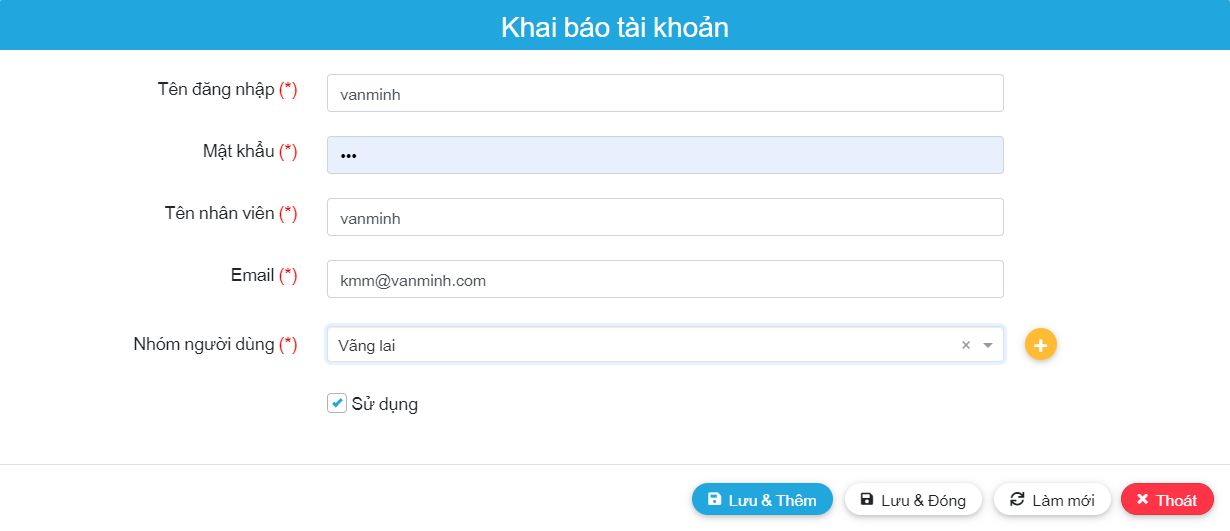 Khai báo tài khoản
Tên đăng nhập (*) vanminh
Mật khẩu (*) •••
Tên nhân viên (*) vanminh
Email (*) kmm@vanminh.com
Nhóm người dùng (*) Vãng lai × +
Sử dụng
Lưu & Thêm Lưu & Đóng Làm mới Thoát